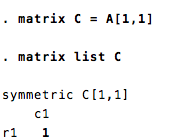 . matrix C = A[1,1]
. matrix list C
symmetric C[1,1]
c1
r1 1